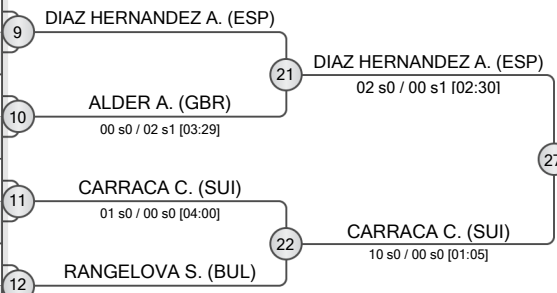 9
DIAZ HERNANDEZ A. (ESP)
21
DIAZ HERNANDEZ A. (ESP)
02 s0 / 00 s1 [02:30]
10
ALDER A. (GBR)
00 s0 / 02 s1 [03:29]
27
11
CARRACA C. (SUI)
01 s0 / 00 s0 [04:00]
22
CARRACA C. (SUI)
10 s0 / 00 s0 [01:05]
12
RANGELOVA S. (BUL)